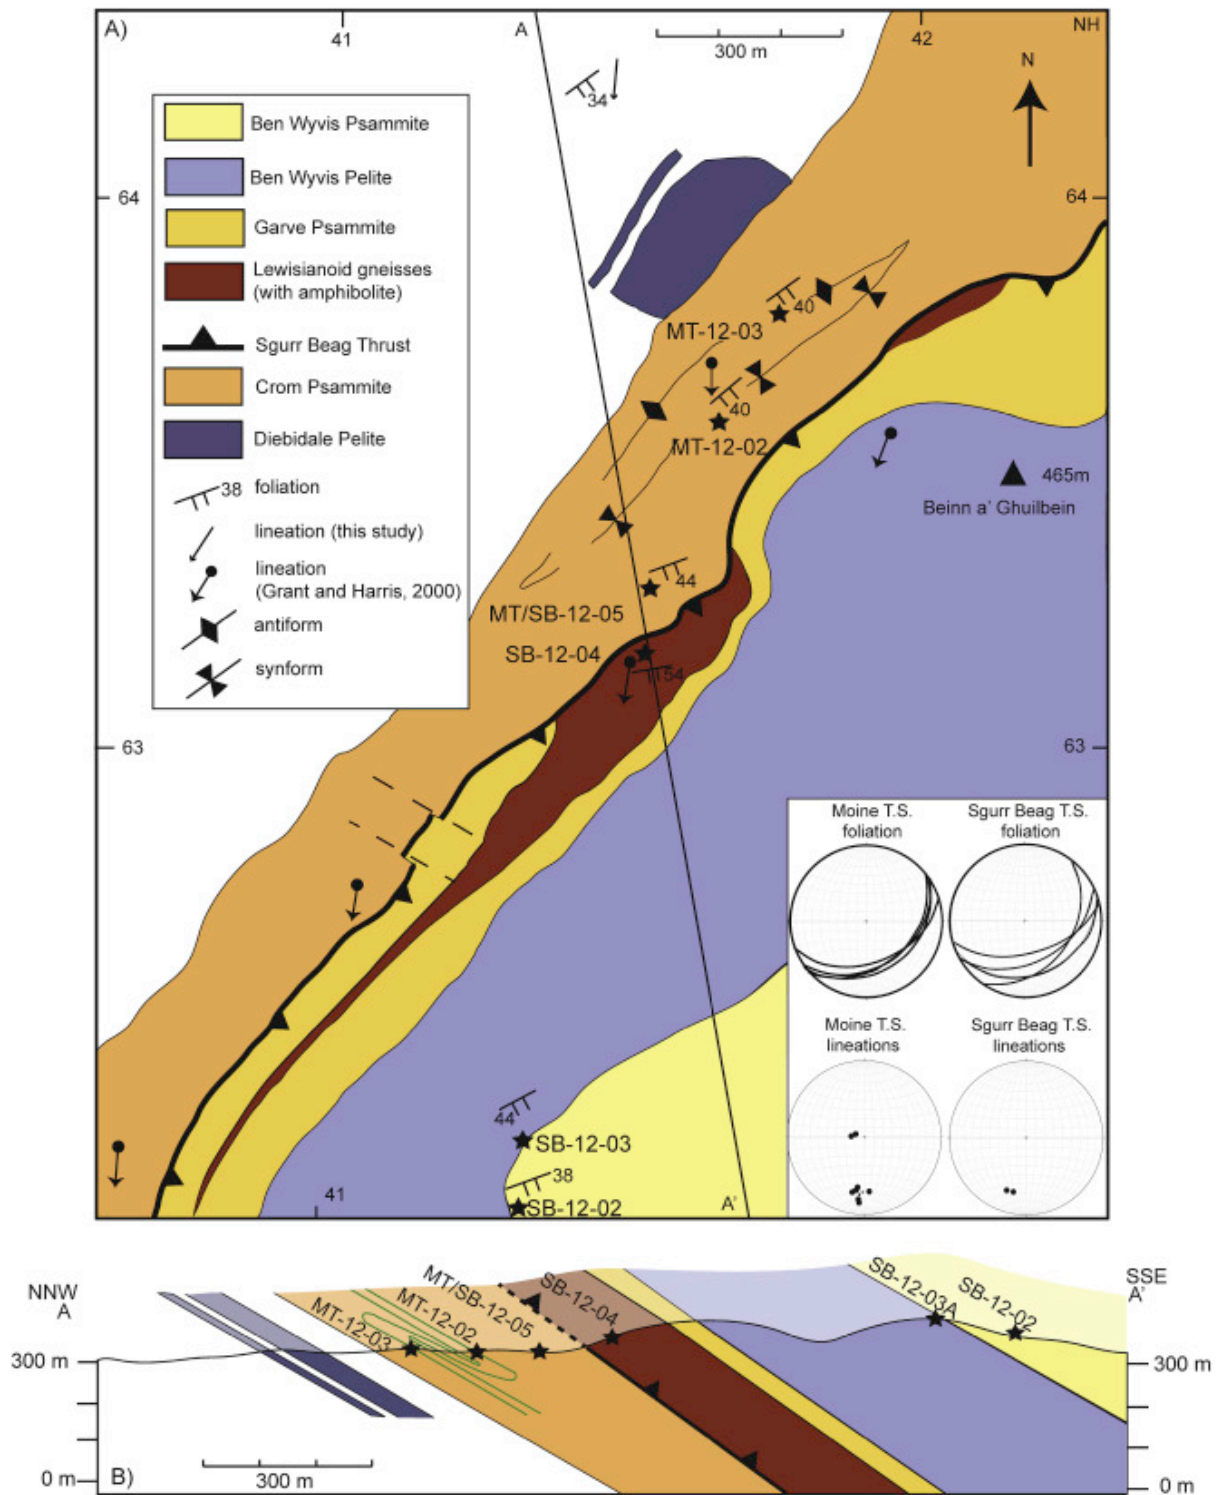 A)
41
A
300 m
42
NH
N
34
Ben Wyvis Psammite
Ben Wyvis Pelite
Garve Psammite
Lewisianoid gneisses
(with amphibolite)
Sgurr Beag Thrust
Crom Psammite
Diebidale Pelite
38 foliation
lineation (this study)
lineation
(Grant and Harris, 2000)
antiform
synform
64
64
40
MT-12-03
40
MT-12-02
465m
Beinn a' Ghuilbein
44
MT/SB-12-05
SB-12-04
54
63
63
Moine T.S.
foliation
Sgurr Beag T.S.
foliation
Moine T.S.
lineations
Sgurr Beag T.S.
lineations
44
SB-12-03
38
41
SB-12-02
A'
NNW
A
MT-12-03
MT-12-02
MT/SB-12-05
SB-12-04
SB-12-03A
SB-12-02
SSE
A'
300 m
300 m
0 m
B)
300 m
0 m